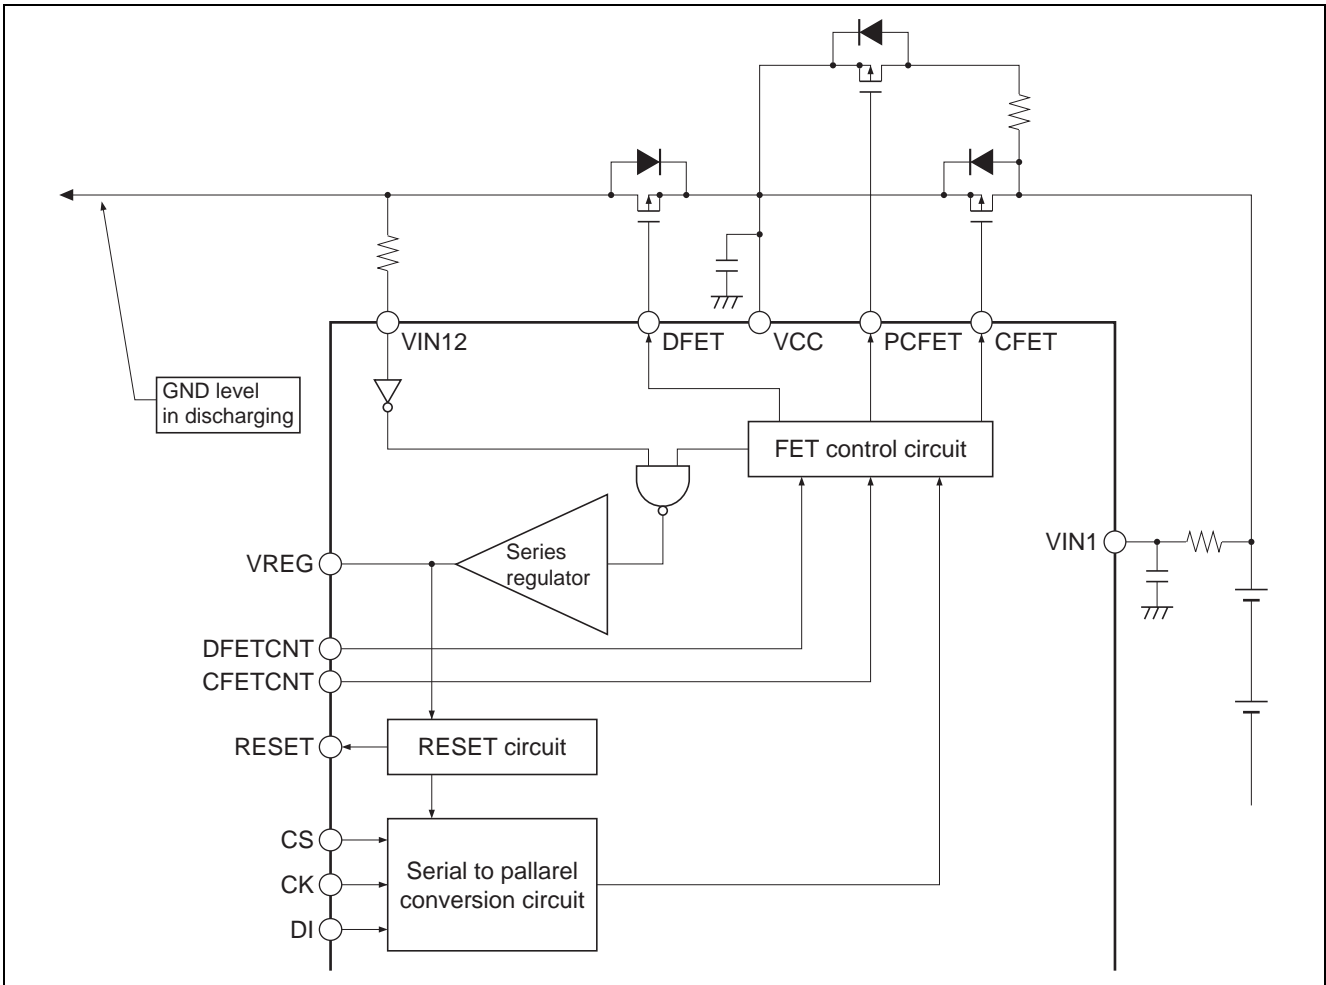 VIN12
DFET
VCC
PCFET
CFET
GND level
in discharging
FET control circuit
VIN1
Series
regulator
VREG
DFETCNT
CFETCNT
RESET
RESET circuit
CS
CK
DI
Serial to pallarel
conversion circuit